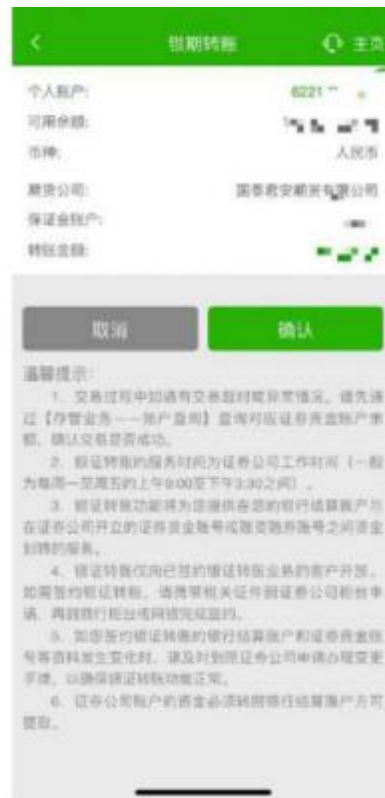 银期转账
主页
个人账户:
6221 **
可用余额:
币种:
人民币
期货公司:
国泰君安期货有限公司
保证金账户:
转账金额:
取消
确认
温馨提示:
1、交易过程中如遇有交易超时或异常情况，请先通
过【存管业务——账户查询】查询对应证券资金账户余
额，确认交易是否成功。
2、银证转账的服务时间为证券公司工作时间（一般
为每周一至周五的上午9:00至下午3:30之间）。
3、银证转账功能将为您提供在您的银行结算账户与
在证券公司开立的证券资金账号或融资融券账号之间资金
划转的服务。
4、银证转账仅向已签约银证转账业务的客户开放。
如需签约银证转账，请携带相关证件到证券公司柜台申
请，再到我行柜台或网银完成签约。
5、如您签约银证转账的银行结算账户和证券资金账
号等资料发生变化时，请及时到原证券公司申请办理变更
手续，以确保银证转账功能正常。
6、证券公司账户的资金必须转回银行结算账户方可
提取。